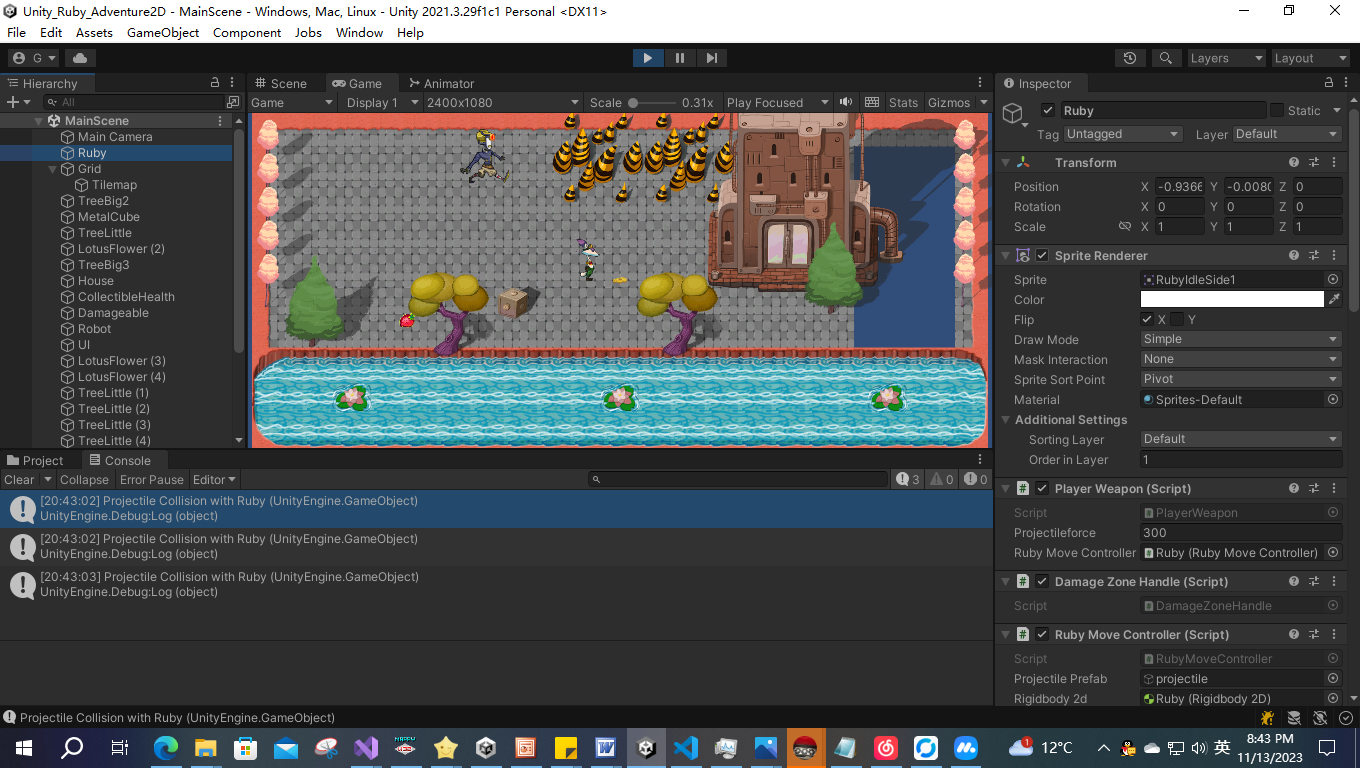 Unity_Ruby_Adventure2D - MainScene - Windows, Mac, Linux - Unity 2021.3.29f1c1 Personal <DX11>
File Edit Assets GameObject Component Jobs Window Help
G Layers Layout
Hierarchy
All
MainScene
Main Camera
Ruby
Grid
Tilemap
TreeBig2
MetalCube
TreeLittle
LotusFlower (2)
TreeBig3
House
CollectibleHealth
Damageable
Robot
UI
LotusFlower (3)
LotusFlower (4)
TreeLittle (1)
TreeLittle (2)
TreeLittle (3)
TreeLittle (4)
Scene Game Animator
Game Display 1 2400x1080 Scale 0.31x Play Focused Stats Gizmos
Project Console
Clear Collapse Error Pause Editor 3 0 0
[20:43:02] Projectile Collision with Ruby (UnityEngine.GameObject)
UnityEngine.Debug:Log (object)
[20:43:02] Projectile Collision with Ruby (UnityEngine.GameObject)
UnityEngine.Debug:Log (object)
[20:43:03] Projectile Collision with Ruby (UnityEngine.GameObject)
UnityEngine.Debug:Log (object)
Inspector
Ruby Static
Tag Untagged Layer Default
Transform
Position X -0.9366 Y -0.0080 Z 0
Rotation X 0 Y 0 Z 0
Scale X 1 Y 1 Z 1
Sprite Renderer
Sprite RubyIdleSide1
Color
Flip X Y
Draw Mode Simple
Mask Interaction None
Sprite Sort Point Pivot
Material Sprites-Default
Additional Settings
Sorting Layer Default
Order in Layer 1
Player Weapon (Script)
Script PlayerWeapon
Projectileforce 300
Ruby Move Controller Ruby (Ruby Move Controller)
Damage Zone Handle (Script)
Script DamageZoneHandle
Ruby Move Controller (Script)
Script RubyMoveController
Projectile Prefab projectile
Rigidbody 2d Ruby (Rigidbody 2D)
Projectile Collision with Ruby (UnityEngine.GameObject)
12°C 英 8:43 PM
11/13/2023